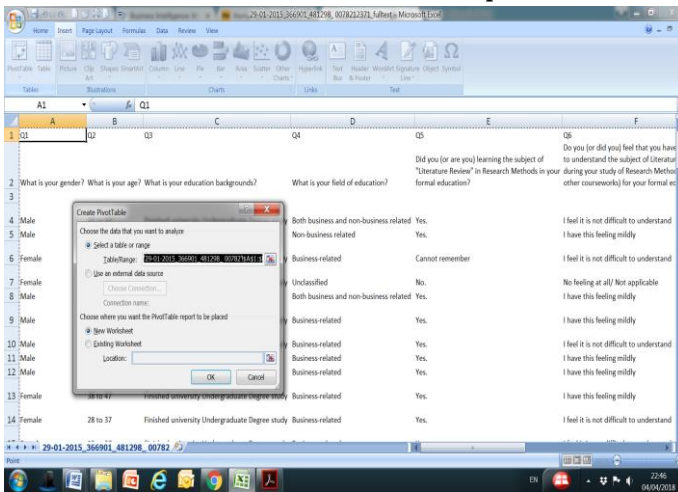 29-01-2015_366901_481298_0078212371_fulltext - Microsoft Excel
Home Insert Page Layout Formulas Data Review View
PivotTable Table Picture Clip Art Shapes SmartArt Column Line Pie Bar Area Scatter Other Charts Hyperlink Text Box Header & Footer WordArt Signature Line Object Symbol
Tables Illustrations Charts Links Text
A1 fx Q1
A B C D E F
1 Q1 Q2 Q3 Q4 Q5 Q6
2 What is your gender? What is your age? What is your education backgrounds? What is your field of education? Did you (or are you) learning the subject of "Literature Review" in Research Methods in your formal education? Do you (or did you) feel that you have to understand the subject of Literatur during your study of Research Method other courseworks) for your formal ed
3
4 Male Both business and non-business related Yes. I feel it is not difficult to understand
5 Male Non-business related Yes. I have this feeling mildly
6 Female Business-related Cannot remember I feel it is not difficult to understand
7 Female Unclassified No. No feeling at all/ Not applicable
8 Male Both business and non-business related Yes. I have this feeling mildly
9 Male Business-related Yes. I have this feeling mildly
10 Male Business-related Yes. I feel it is not difficult to understand
11 Male Business-related Yes. I have this feeling mildly
12 Male Business-related Yes. I have this feeling mildly
13 Female 38 to 47 Finished university Undergraduate Degree study Business-related Yes. I have this feeling mildly
14 Female 28 to 37 Finished university Undergraduate Degree study Business-related Yes. I feel it is not difficult to understand
Create PivotTable
Choose the data that you want to analyze
Select a table or range
Table/Range: '29-01-2015_366901_481298_ 00782'!$A$1:$
Use an external data source
Choose Connection...
Connection name:
Choose where you want the PivotTable report to be placed
New Worksheet
Existing Worksheet
Location:
OK Cancel
29-01-2015_366901_481298_ 00782
Point
EN 22:46
04/04/2018